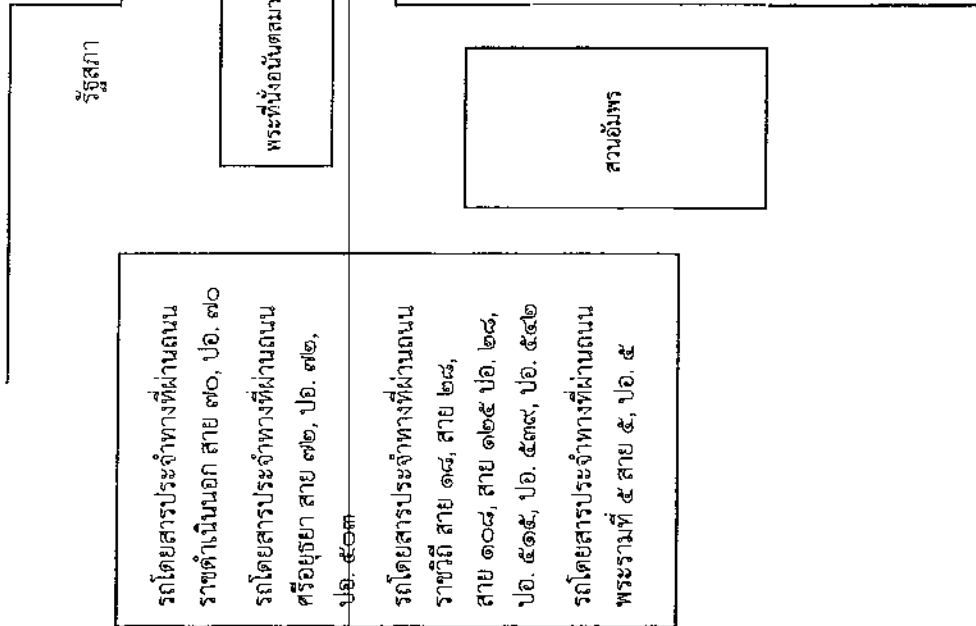 รัฐสภา
พระที่นั่งอนันตสมา
สวนอัมพร
รถโดยสารประจำทางที่ผ่านถนน
ราชดำเนินนอก สาย ๗๐, ปอ. ๗๐
รถโดยสารประจำทางที่ผ่านถนน
ศรีอยุธยา สาย ๗๒, ปอ. ๗๒,
ปอ. ๕๐๓
รถโดยสารประจำทางที่ผ่านถนน
ราชวิถี สาย ๑๘, สาย ๒๘,
สาย ๑๐๘, สาย ๑๒๕ ปอ. ๒๘,
ปอ. ๕๑๕, ปอ. ๕๓๙, ปอ. ๕๔๒
รถโดยสารประจำทางที่ผ่านถนน
พระรามที่ ๕ สาย ๕, ปอ. ๕